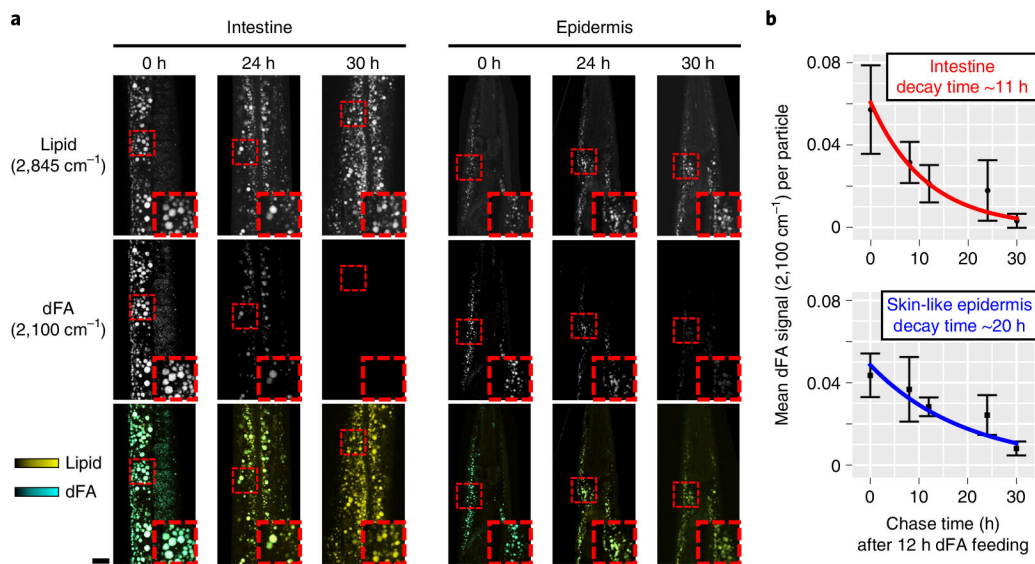 a
Intestine
Epidermis
0 h
24 h
30 h
0 h
24 h
30 h
Lipid
(2,845 cm⁻¹)
dFA
(2,100 cm⁻¹)
Lipid
dFA
b
Mean dFA signal (2,100 cm⁻¹) per particle
0.08
0.04
0
Intestine
decay time ~11 h
0
10
20
30
0.08
0.04
0
Skin-like epidermis
decay time ~20 h
0
10
20
30
Chase time (h)
after 12 h dFA feeding